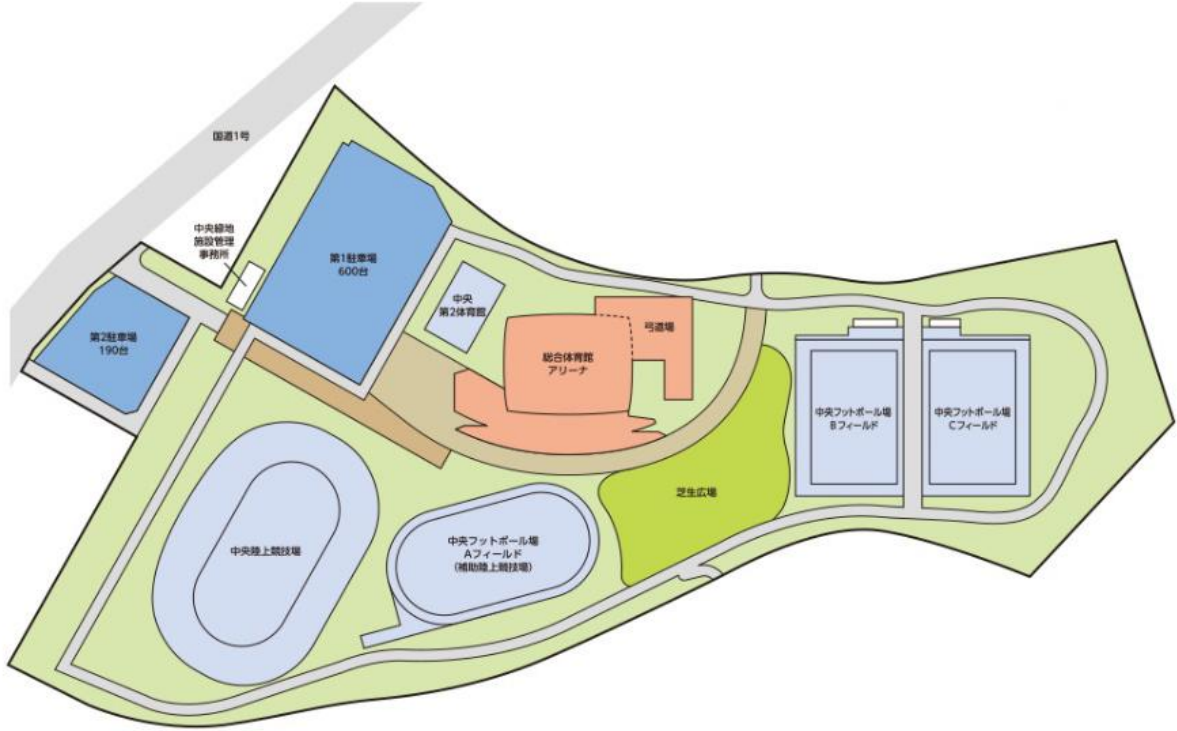 国道1号
中央緑地
施設管理
事務所
第1駐車場
600台
第2駐車場
190台
中央
第2体育館
弓道場
総合体育館
アリーナ
中央フットボール場
Bフィールド
中央フットボール場
Cフィールド
芝生広場
中央陸上競技場
中央フットボール場
Aフィールド
(補助陸上競技場)